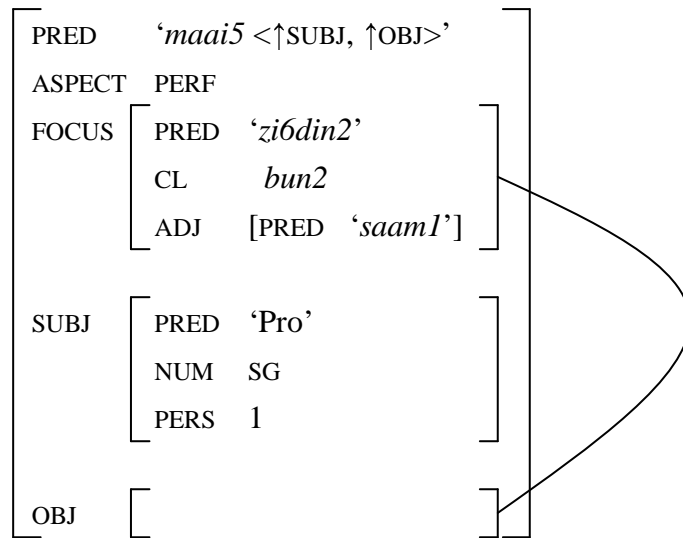 PRED ‘maai5 <↑SUBJ, ↑OBJ>’
ASPECT PERF
FOCUS PRED ‘zi6din2’
CL bun2
ADJ [PRED ‘saam1’]
SUBJ PRED ‘Pro’
NUM SG
PERS 1
OBJ